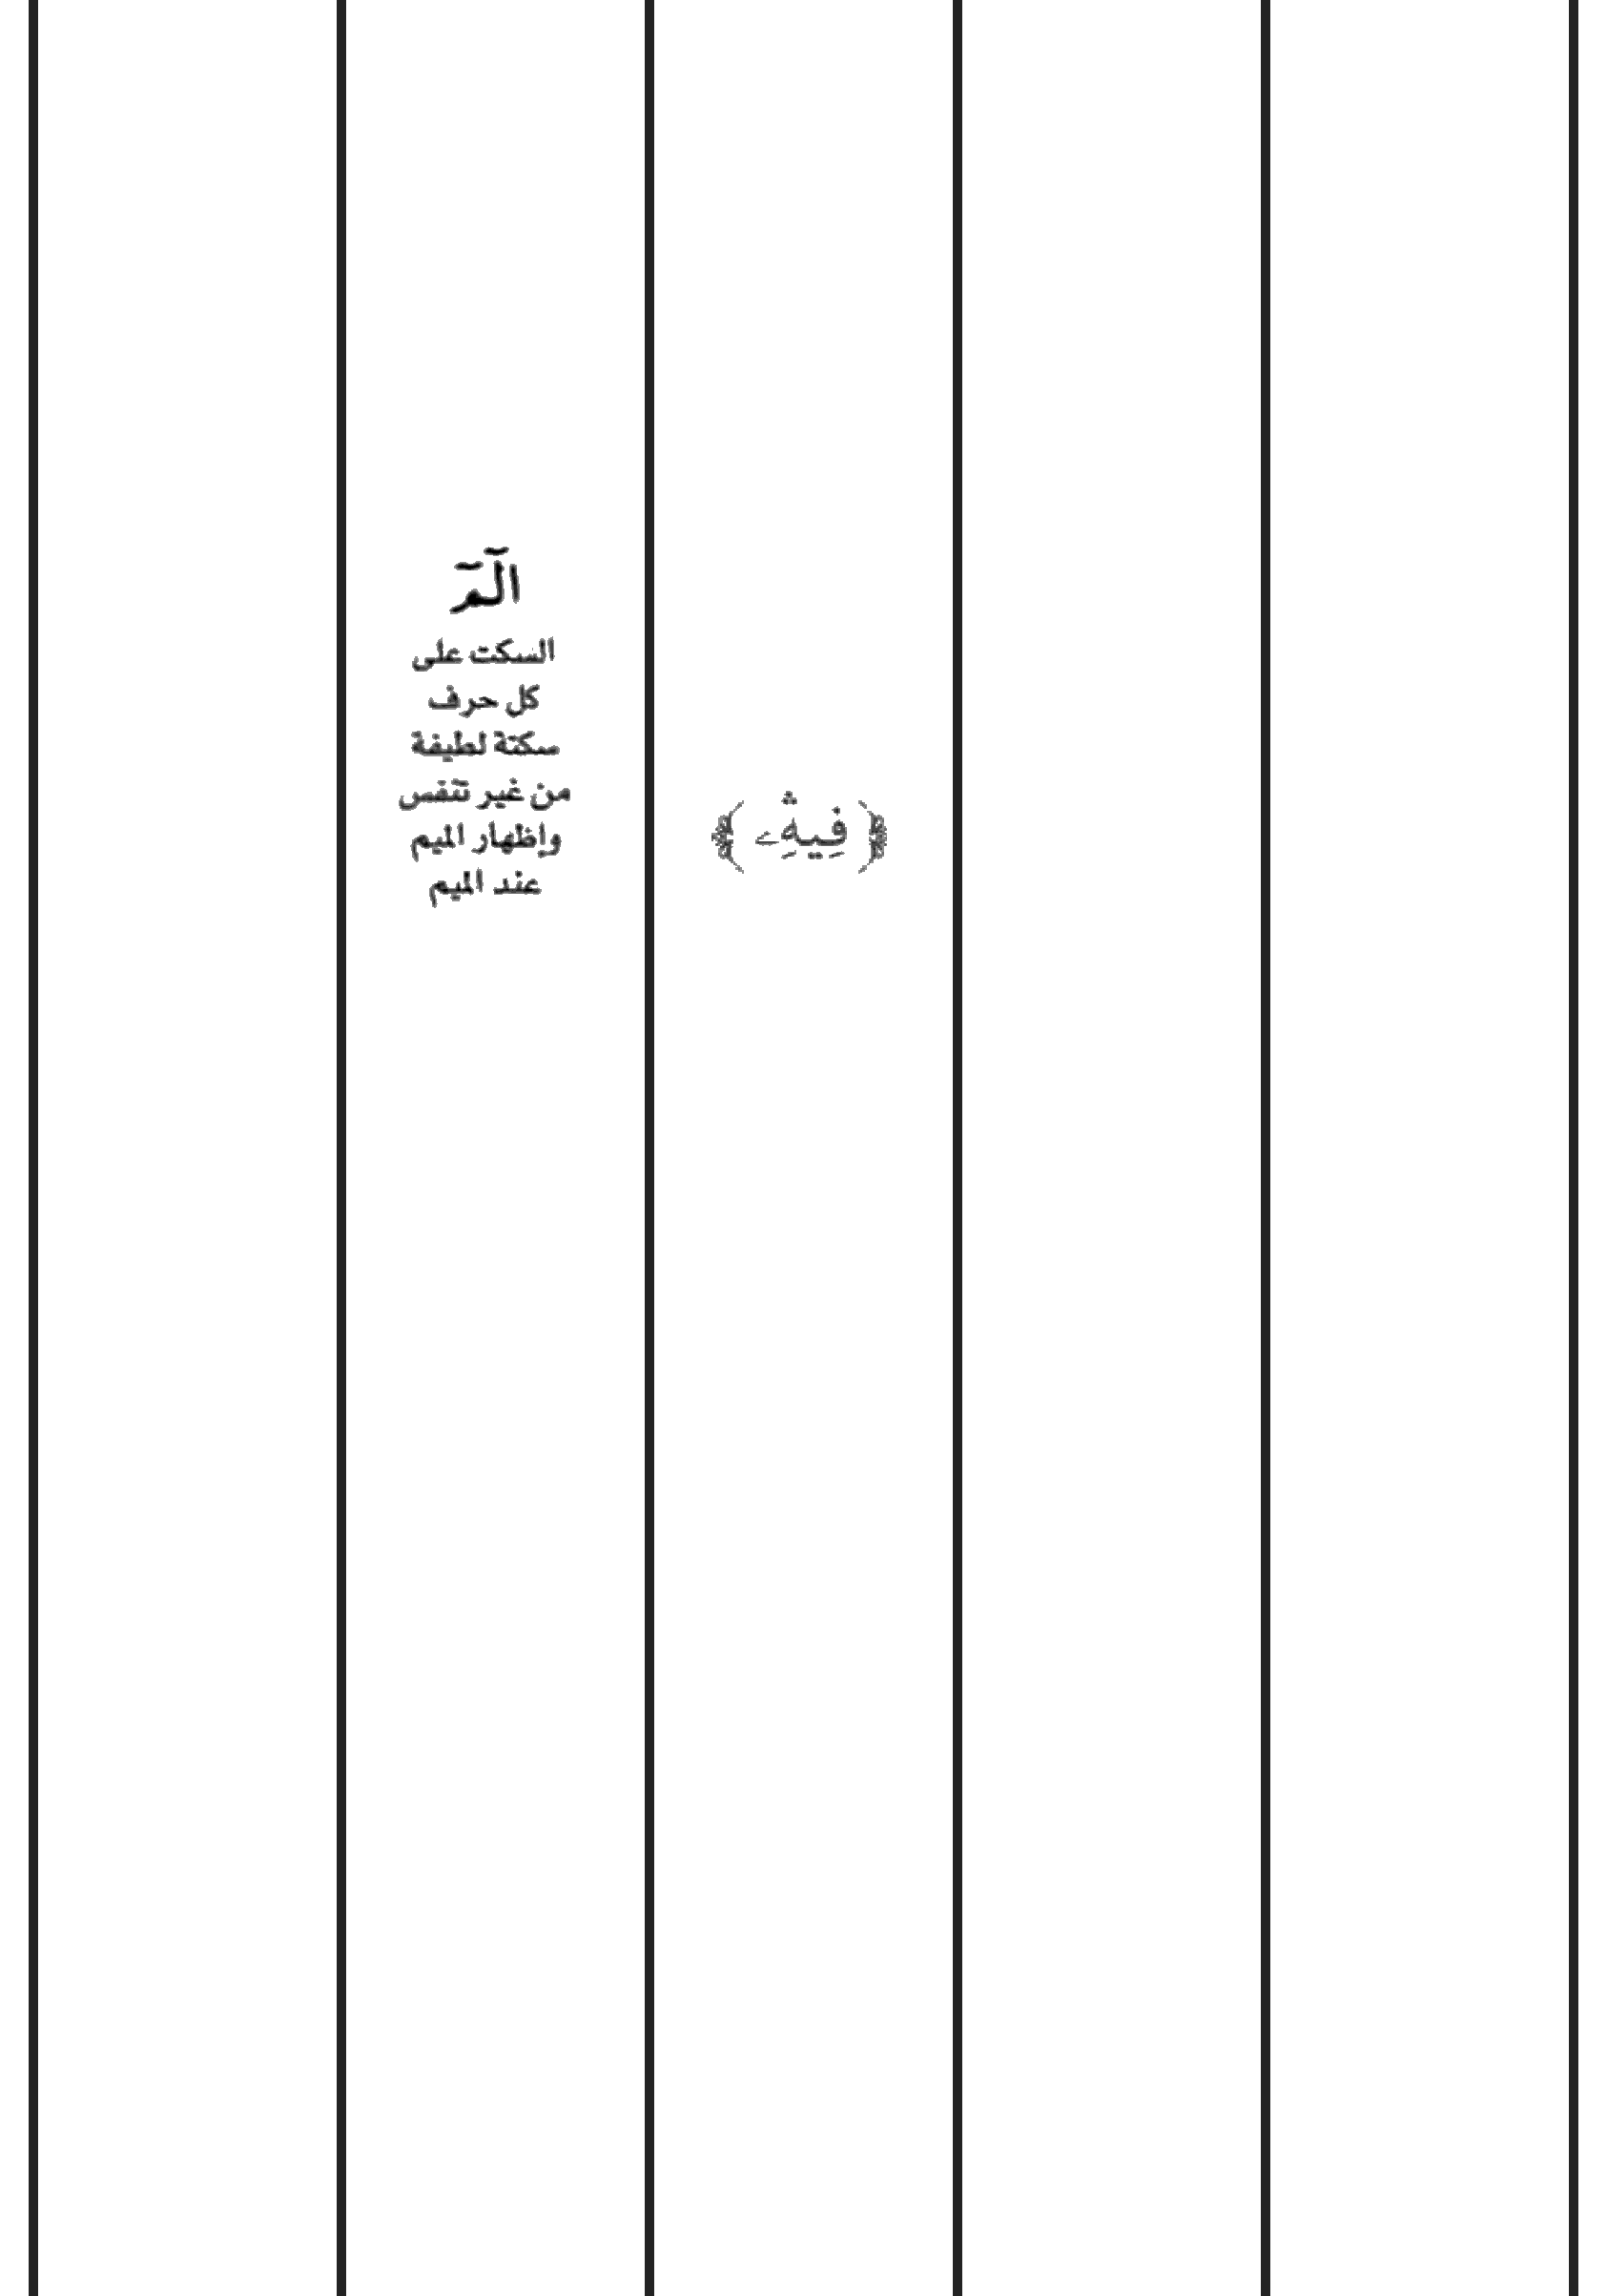 ﴿ فِيهِۛۦ ﴾
الٓمٓ
السكت على
كل حرف
سكتة لطيفة
من غير تنفس
وإظهار الميم
عند الميم